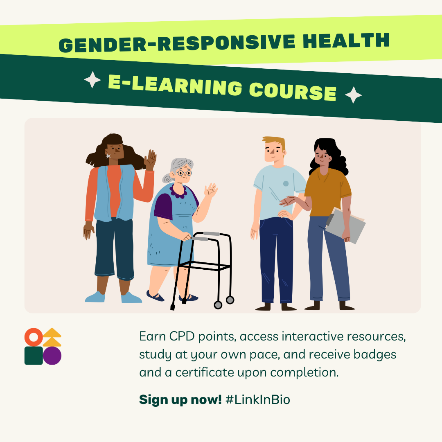 GENDER-RESPONSIVE HEALTH
E-LEARNING COURSE
Earn CPD points, access interactive resources,
study at your own pace, and receive badges
and a certificate upon completion.
Sign up now! #LinkInBio